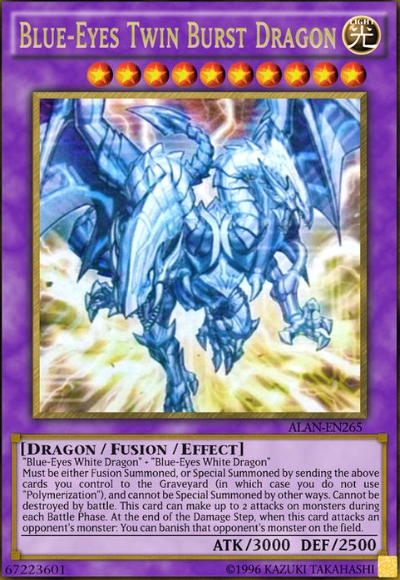 BLUE-EYES TWIN BURST DRAGON
LIGHT
光
ALAN-EN265
[DRAGON / FUSION / EFFECT]
"Blue-Eyes White Dragon" + "Blue-Eyes White Dragon"
Must be either Fusion Summoned, or Special Summoned by sending the above
cards you control to the Graveyard (in which case you do not use
"Polymerization"), and cannot be Special Summoned by other ways. Cannot be
destroyed by battle. This card can make up to 2 attacks on monsters during
each Battle Phase. At the end of the Damage Step, when this card attacks an
opponent's monster: You can banish that opponent's monster on the field.
ATK/3000 DEF/2500
67223601 ©1996 KAZUKI TAKAHASHI